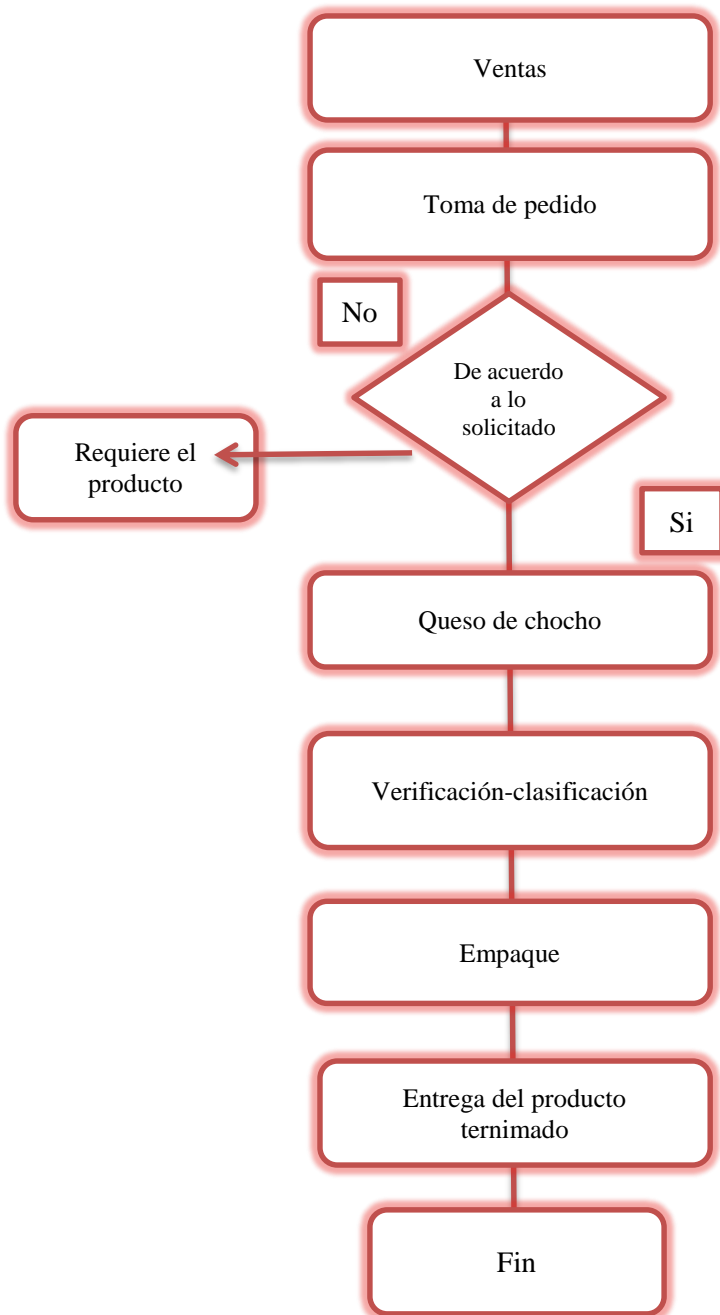 Ventas
Toma de pedido
No
De acuerdo
a lo
solicitado
Requiere el
producto
Si
Queso de chocho
Verificación-clasificación
Empaque
Entrega del producto
ternimado
Fin